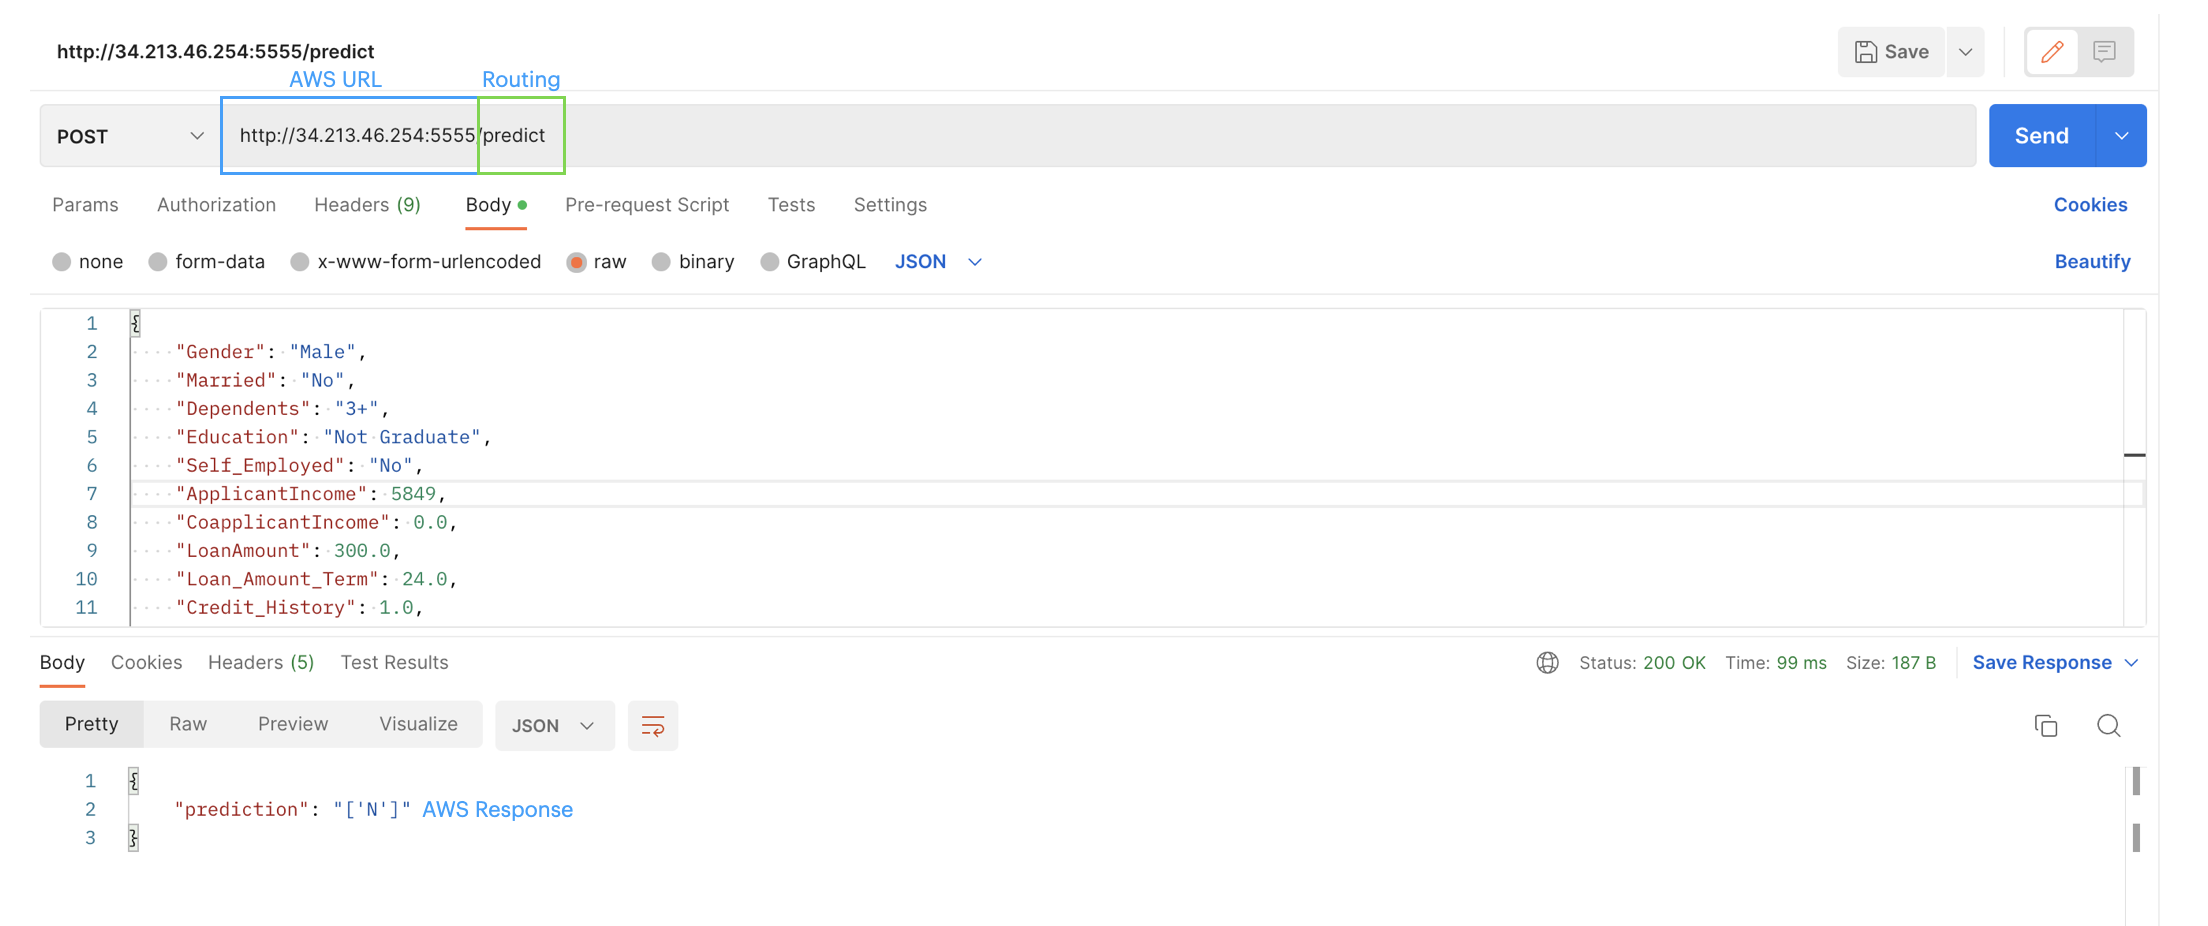 http://34.213.46.254:5555/predict
Save
AWS URL Routing
POST http://34.213.46.254:5555/predict Send
Params Authorization Headers (9) Body Pre-request Script Tests Settings Cookies
none form-data x-www-form-urlencoded raw binary GraphQL JSON Beautify
1 {
2 "Gender": "Male",
3 "Married": "No",
4 "Dependents": "3+",
5 "Education": "Not Graduate",
6 "Self_Employed": "No",
7 "ApplicantIncome": 5849,
8 "CoapplicantIncome": 0.0,
9 "LoanAmount": 300.0,
10 "Loan_Amount_Term": 24.0,
11 "Credit_History": 1.0,
Body Cookies Headers (5) Test Results Status: 200 OK Time: 99 ms Size: 187 B Save Response
Pretty Raw Preview Visualize JSON
1 {
2 "prediction": "['N']" AWS Response
3 }